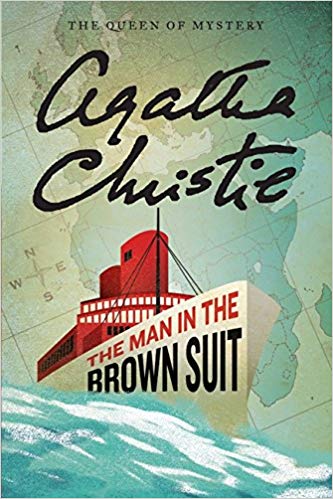 THE QUEEN OF MYSTERY
Agatha
Christie
N
W E
S
THE MAN IN THE
BROWN SUIT